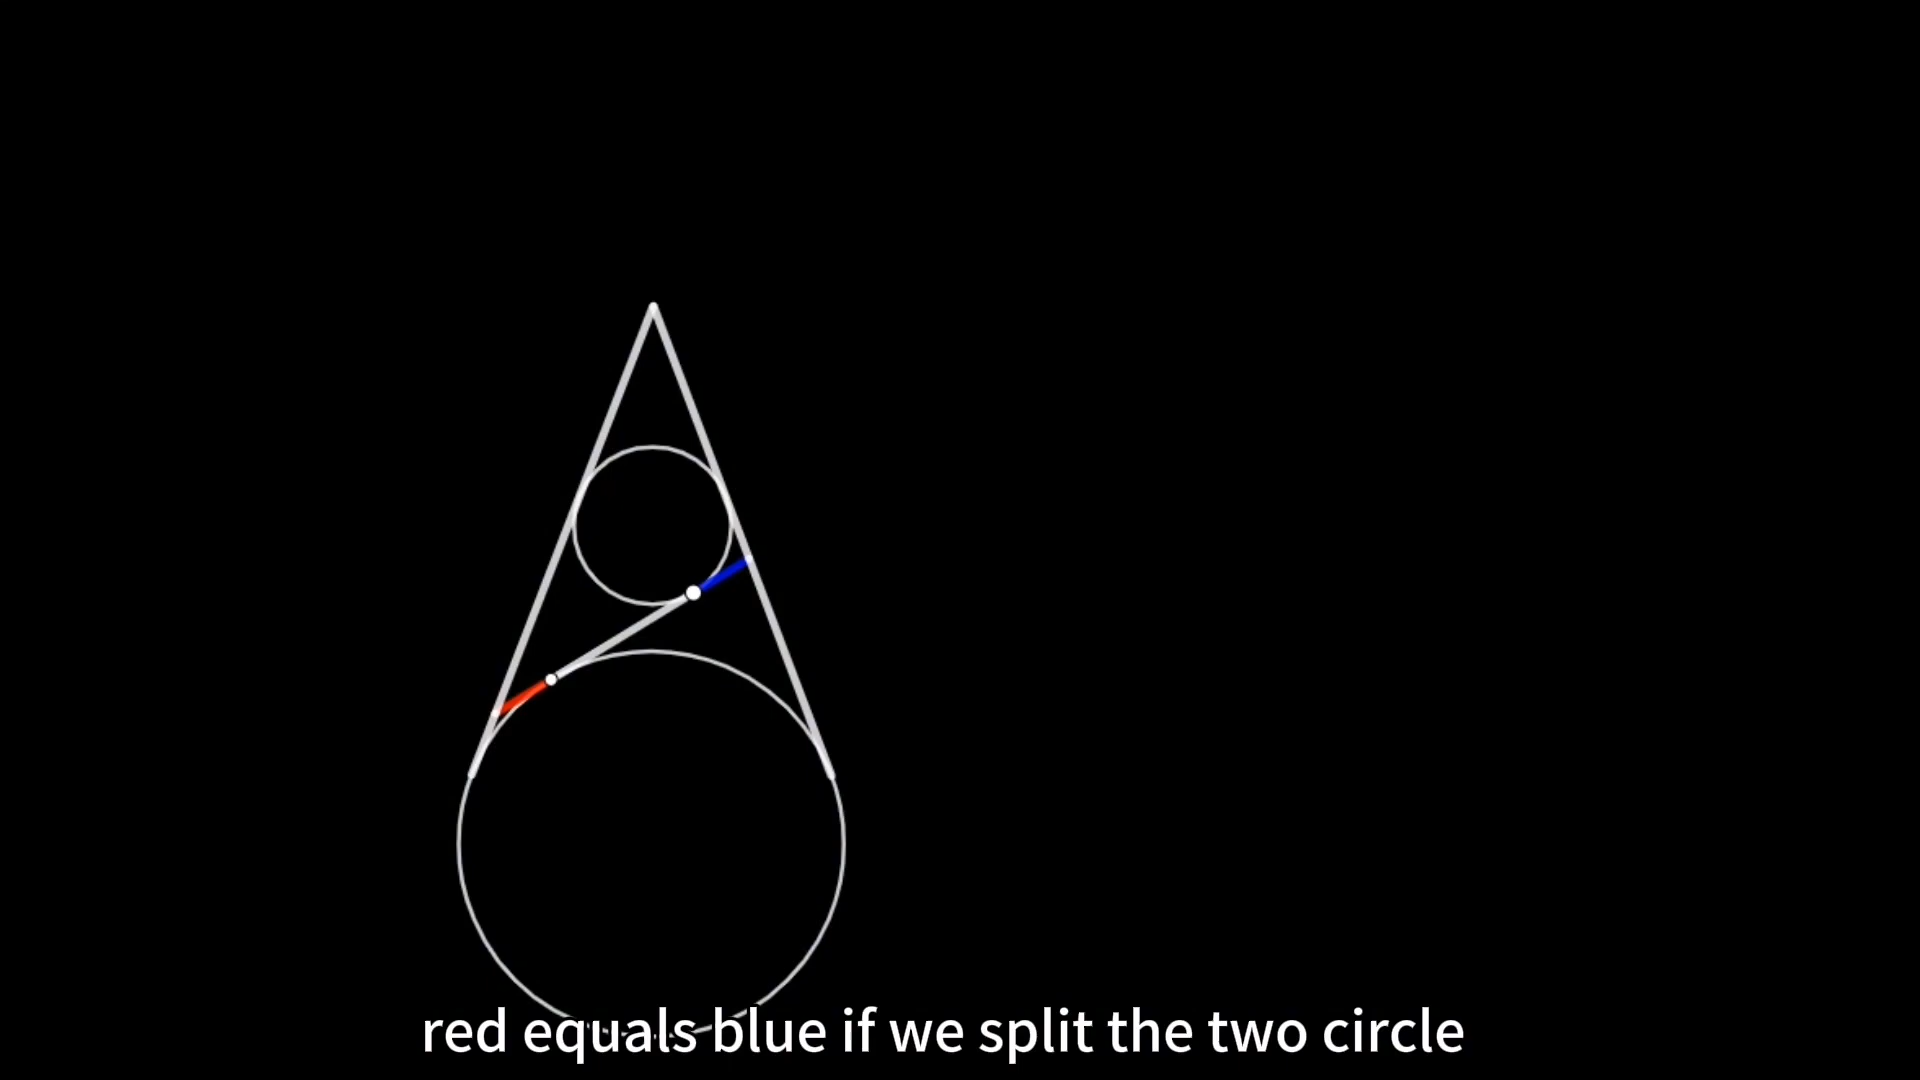 red equals blue if we split the two circle